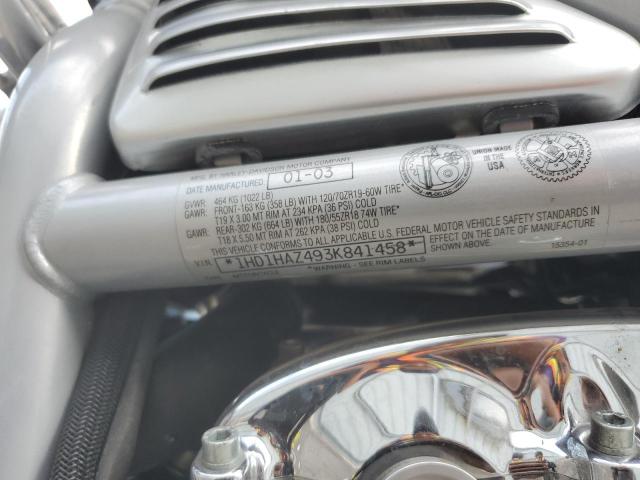 MFG. BY HARLEY-DAVIDSON MOTOR COMPANY
DATE MANUFACTURED 01-03
GVWR: 464 KG (1022 LB)
GAWR: FRONT-163 KG (358 LB) WITH 120/70ZR19-60W TIRE*
T19 X 3.00 MT RIM AT 234 KPA (36 PSI) COLD
GAWR: REAR-302 KG (664 LB) WITH 180/55ZR18 74W TIRE*
T18 X 5.50 MT RIM AT 262 KPA (38 PSI) COLD
THIS VEHICLE CONFORMS TO ALL APPLICABLE U.S. FEDERAL MOTOR VEHICLE SAFETY STANDARDS IN
EFFECT ON THE DATE OF MANUFACTURE
SHOWN ABOVE.
VIN *1HD1HAZ493K841458*
TYPE MOTORCYCLE
*WARNING - SEE RIM LABELS
15354-01
UNION MADE IN
THE USA